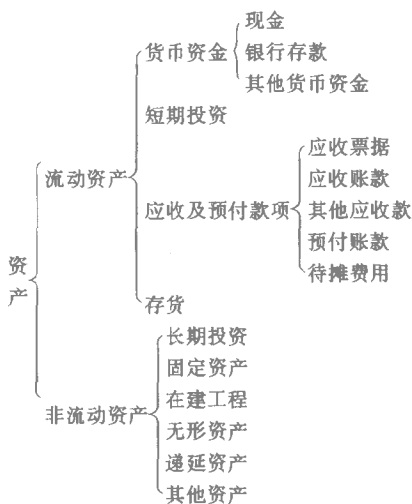 资产
流动资产
货币资金
现金
银行存款
其他货币资金
短期投资
应收及预付款项
应收票据
应收账款
其他应收款
预付账款
待摊费用
存货
非流动资产
长期投资
固定资产
在建工程
无形资产
递延资产
其他资产